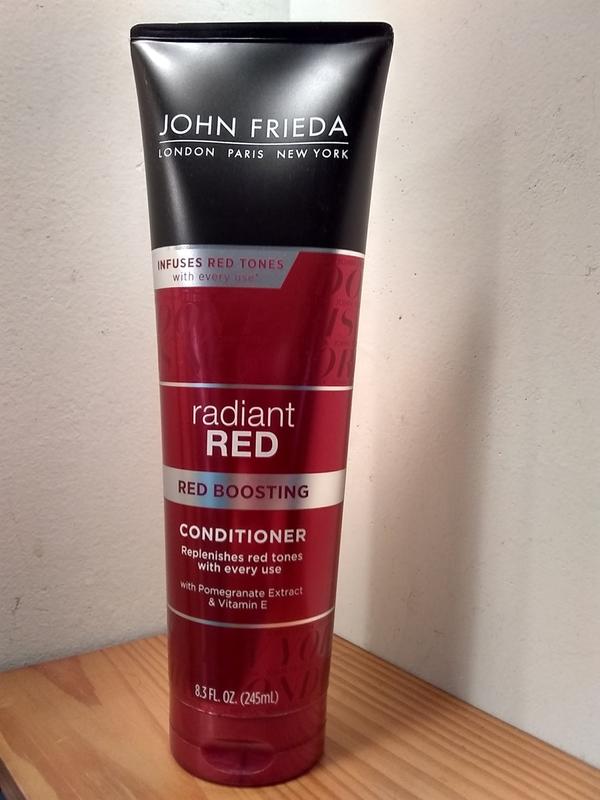 JOHN FRIEDA
LONDON PARIS NEW YORK
INFUSES RED TONES
with every use*
radiant
RED
RED BOOSTING
CONDITIONER
Replenishes red tones
with every use
with Pomegranate Extract
& Vitamin E
8.3 FL. OZ. (245mL)